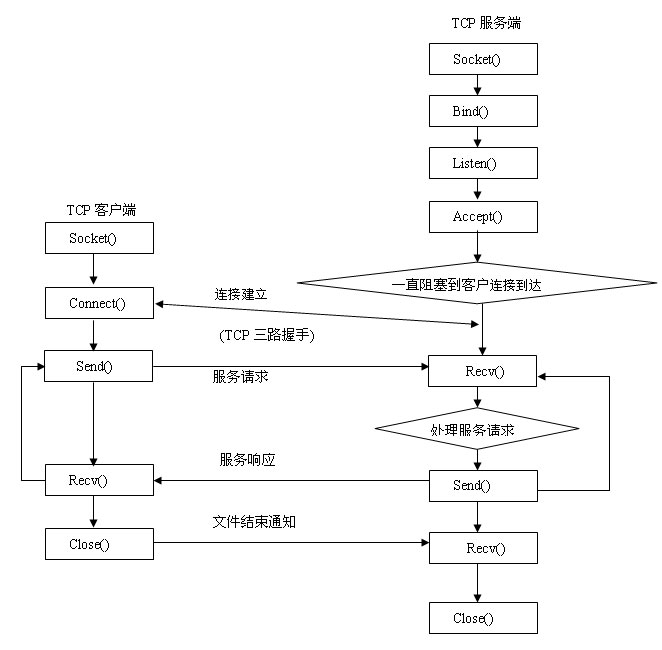 TCP 服务端
Socket()
Bind()
Listen()
Accept()
一直阻塞到客户连接到达
TCP 客户端
Socket()
Connect()
连接建立
(TCP 三路握手)
Send()
服务请求
Recv()
处理服务请求
服务响应
Recv()
Send()
文件结束通知
Close()
Recv()
Close()